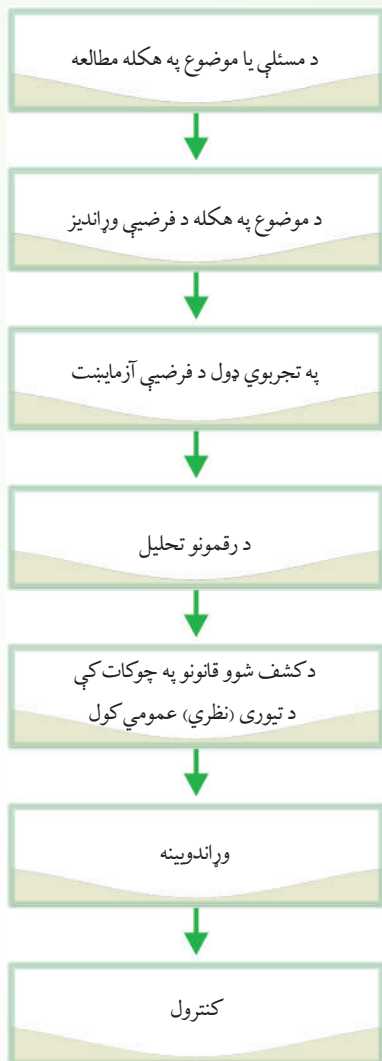 د مسئلې یا موضوع په هکله مطالعه
د موضوع په هکله د فرضیې وړاندیز
په تجربوي ډول د فرضیې آزمایښت
د رقمونو تحلیل
د کشف شوو قانونو په چوکات کې
د تیوری (نظري) عمومي کول
وړاندوینه
کنترول